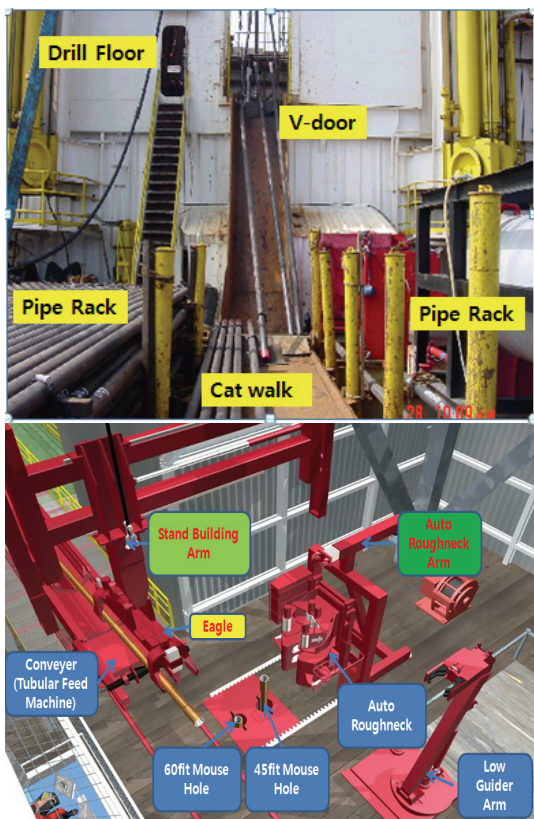 Drill Floor
V-door
Pipe Rack
Pipe Rack
Cat walk
Stand Building
Arm
Auto
Roughneck
Arm
Eagle
Conveyer
(Tubular Feed
Machine)
Auto
Roughneck
60fit Mouse
Hole
45fit Mouse
Hole
Low
Guider
Arm